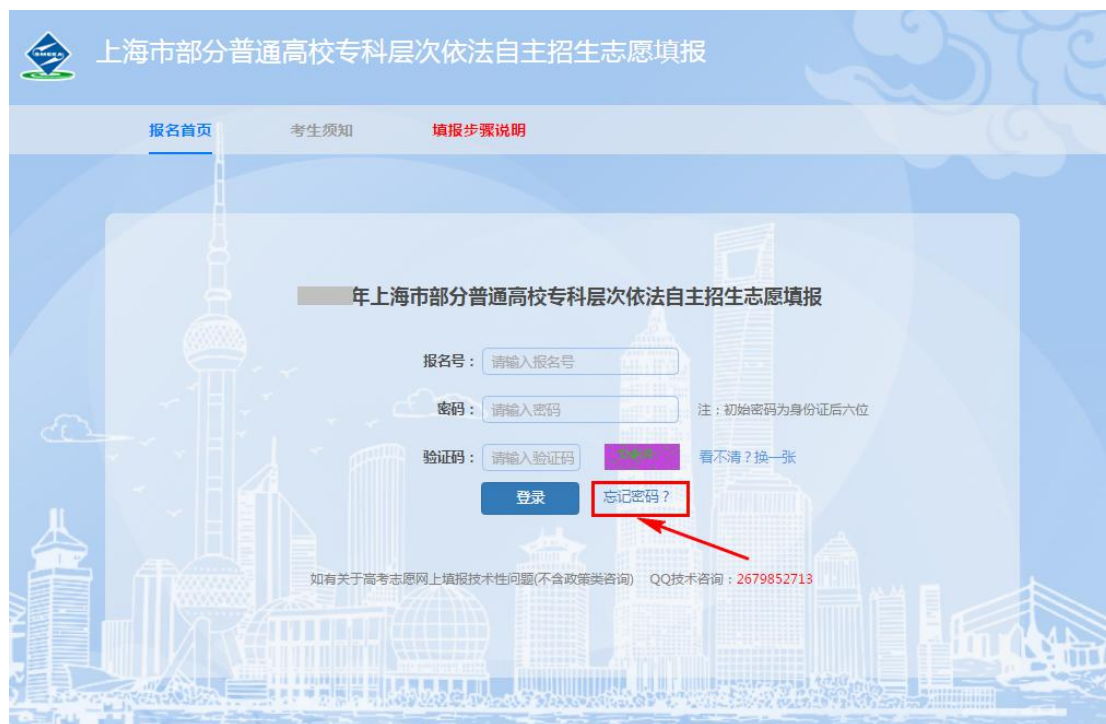 上海市部分普通高校专科层次依法自主招生志愿填报
报名首页 考生须知 填报步骤说明
年上海市部分普通高校专科层次依法自主招生志愿填报
报名号： 请输入报名号
密码： 请输入密码 注：初始密码为身份证后六位
验证码： 请输入验证码 看不清？换一张
登录 忘记密码？
如有关于高考志愿网上填报技术性问题(不含政策类咨询) QQ技术咨询：2679852713